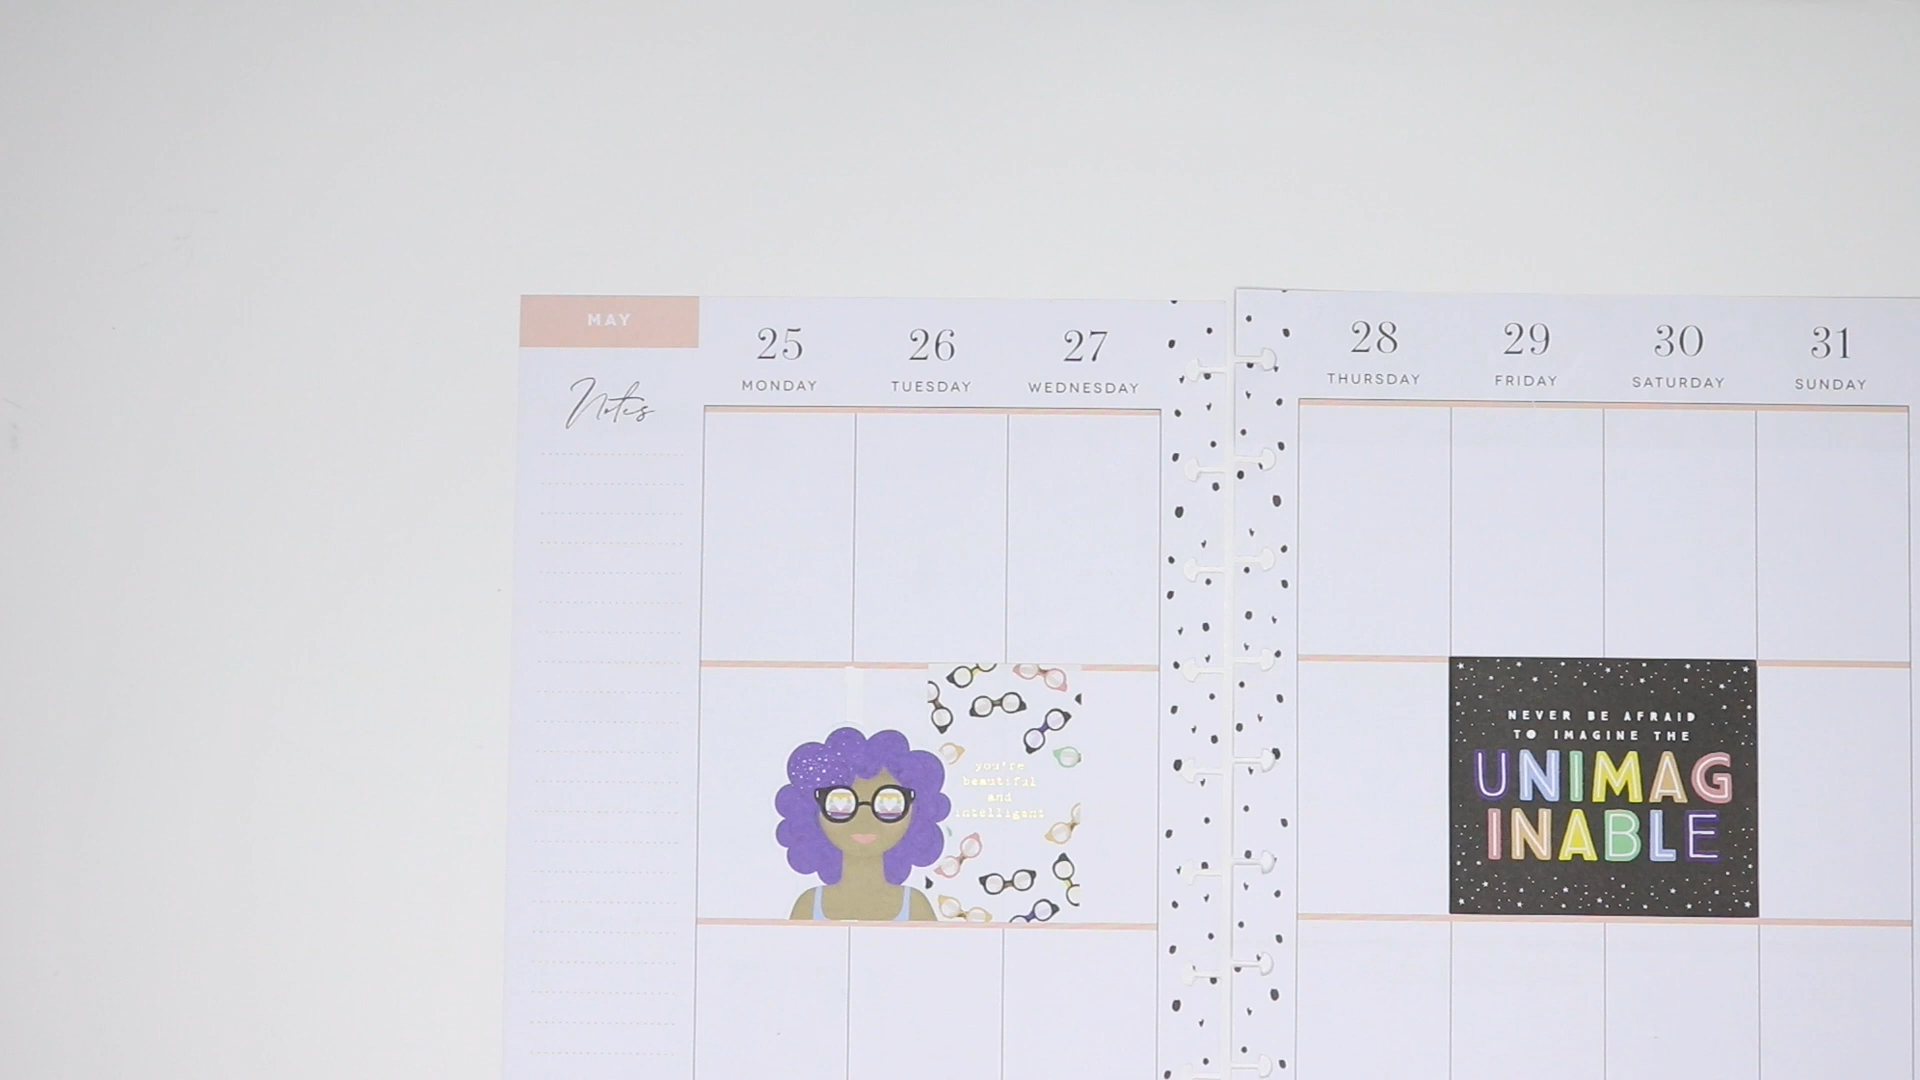 MAY
Notes
25 26 27
MONDAY TUESDAY WEDNESDAY
28 29 30 31
THURSDAY FRIDAY SATURDAY SUNDAY
you're
beautiful
and
intelligent
NEVER BE AFRAID
TO IMAGINE THE
UNIMAG
INABLE